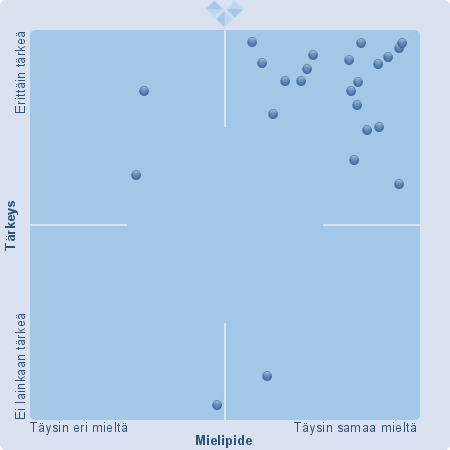 Erittäin tärkeä
Tärkeys
Ei lainkaan tärkeä
Täysin eri mieltä
Täysin samaa mieltä
Mielipide